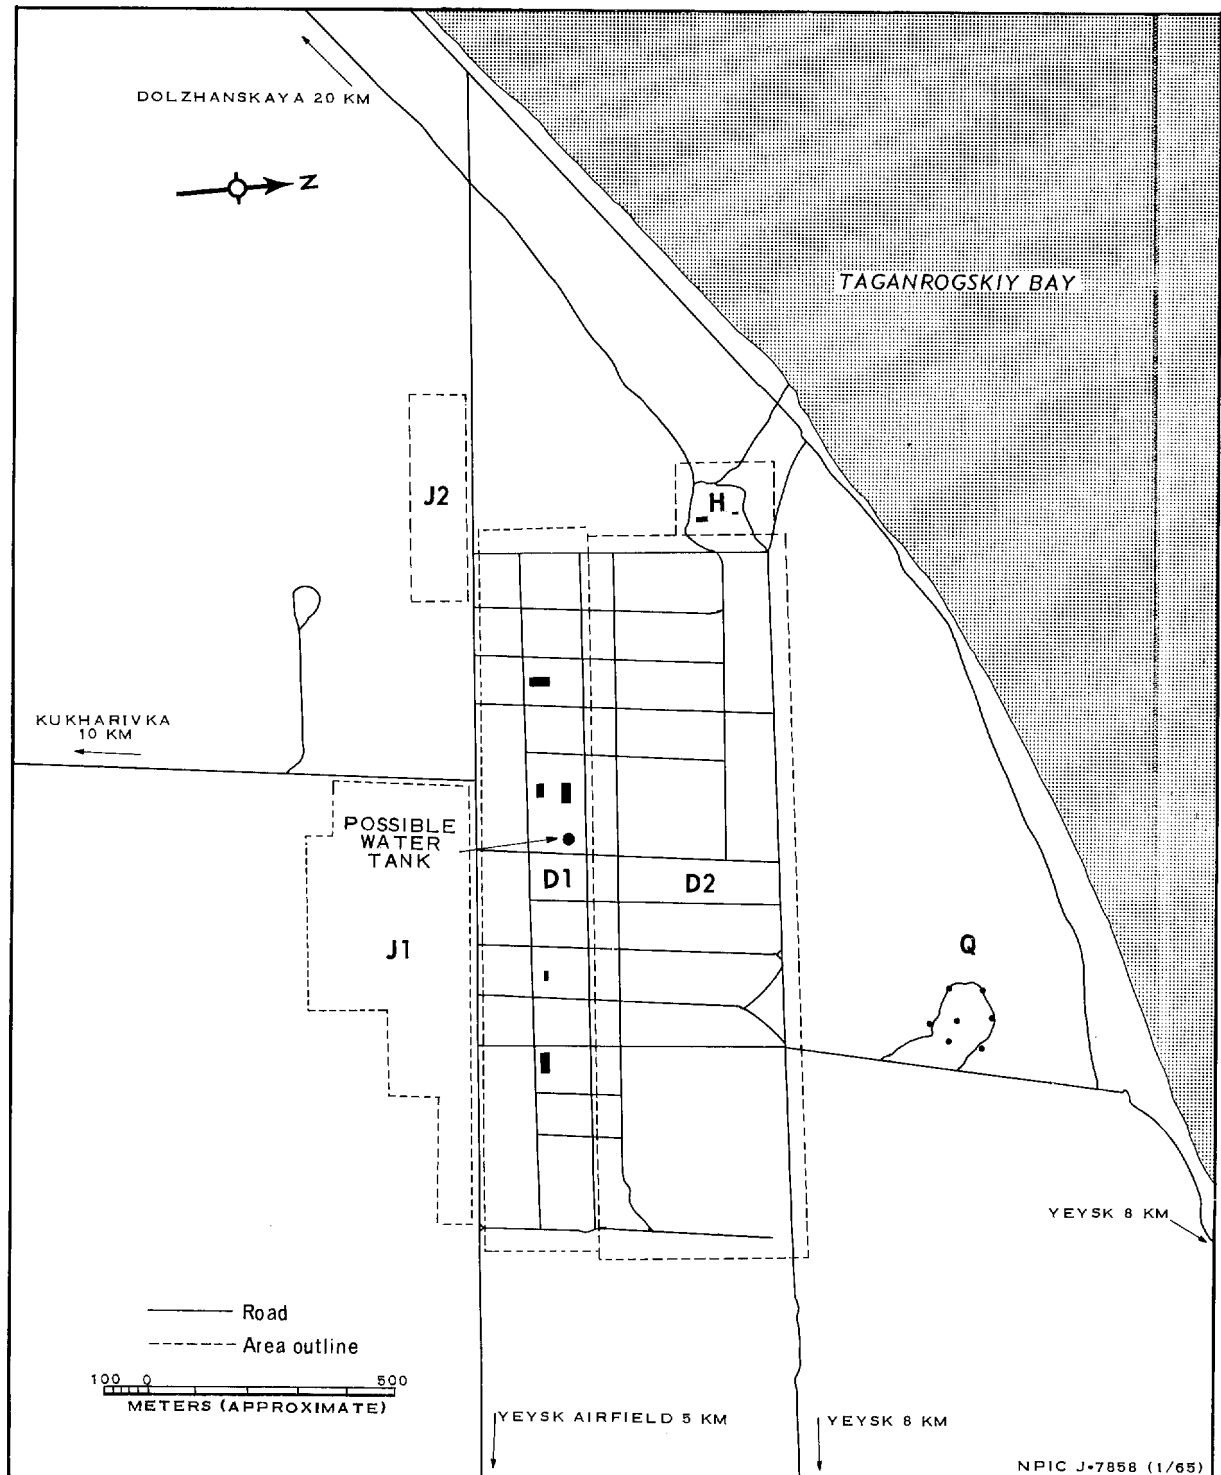 DOLZHANSKAYA 20 KM
N
TAGANROGSKIY BAY
J2
H
KUKHARIVKA
10 KM
POSSIBLE
WATER
TANK
D1
D2
J1
Q
YEYSK 8 KM
Road
Area outline
100 0 500
METERS (APPROXIMATE)
YEYSK AIRFIELD 5 KM
YEYSK 8 KM
NPIC J-7858 (1/65)